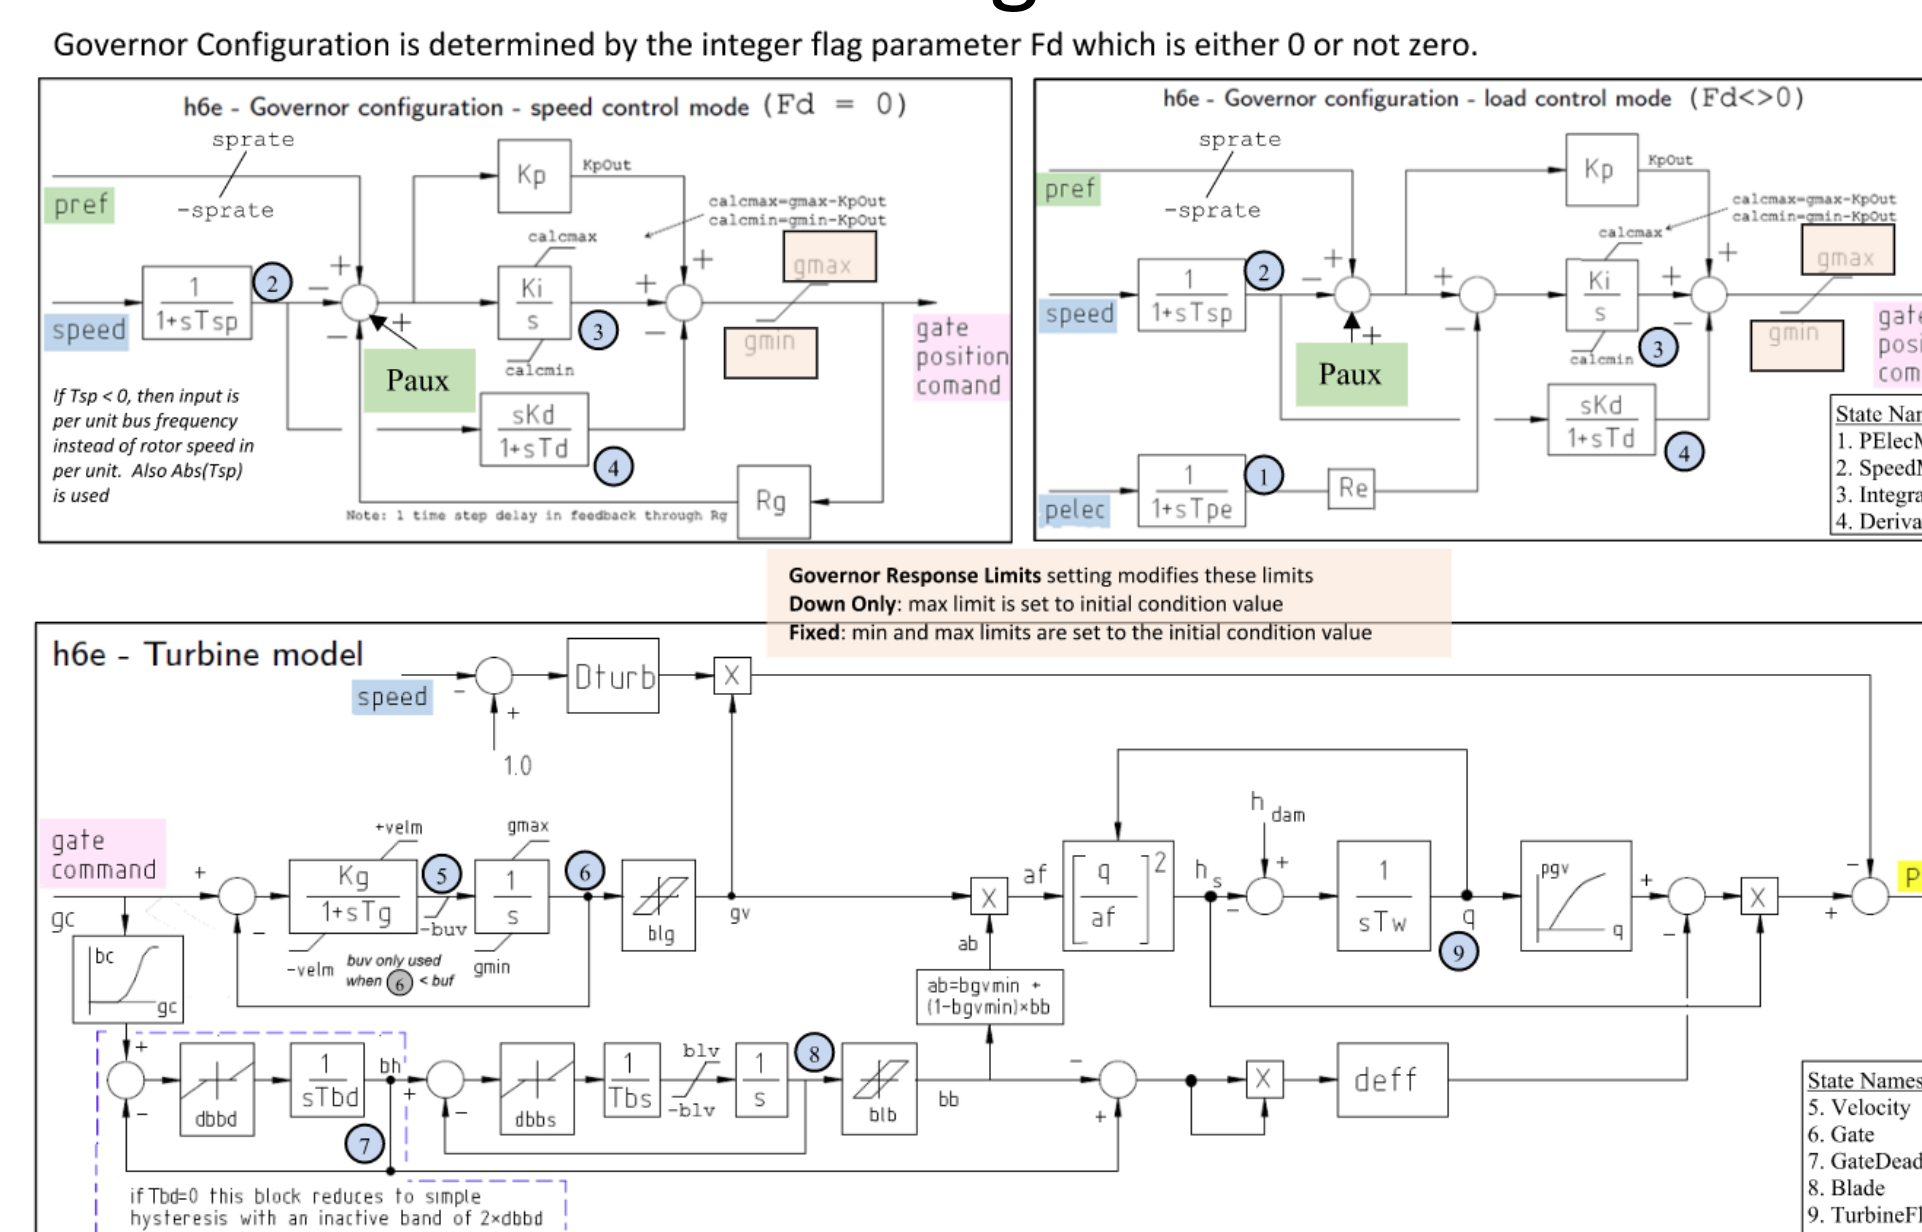 Governor Configuration is determined by the integer flag parameter Fd which is either 0 or not zero.
h6e - Governor configuration - speed control mode (Fd = 0)
sprate
-sprate
pref
Kp
KpOut
calcmax=gmax-KpOut
calcmin=gmin-KpOut
calcmax
gmax
+
+
+
1
1+sTsp
2
−
Ki
s
3
−
speed
−
+
calcmin
gmin
gate
position
comand
Paux
If Tsp < 0, then input is
per unit bus frequency
instead of rotor speed in
per unit. Also Abs(Tsp)
is used
sKd
1+sTd
4
Rg
Note: 1 time step delay in feedback through Rg
h6e - Governor configuration - load control mode (Fd<>0)
sprate
-sprate
pref
Kp
KpOut
calcmax=gmax-KpOut
calcmin=gmin-KpOut
calcmax
gmax
+
+
+
+
1
1+sTsp
2
−
Ki
s
3
−
−
speed
+
calcmin
gmin
Paux
sKd
1+sTd
4
1
1+sTpe
1
Re
pelec
1.
2.
3.
4.
Governor Response Limits setting modifies these limits
Down Only: max limit is set to initial condition value
Fixed: min and max limits are set to the initial condition value
h6e - Turbine model
speed
−
+
1.0
Dturb
X
−
gate
command
gc
+
−
+velm
Kg
1+sTg
-velm
5
-buv
buv only used
when 6 < buf
gmax
1
s
gmin
6
blg
gv
X
af
ab
[q/af]2
h s
−
h dam
+
1
sTw
q
9
pgv
q
+
−
X
+
P
bc
gc
ab=bgvmin +
(1-bgvmin)×bb
+
−
dbbd
1
sTbd
bh
7
+
−
dbbs
1
Tbs
blv
-blv
1
s
8
blb
bb
−
+
X
deff
if Tbd=0 this block reduces to simple
hysteresis with an inactive band of 2×dbbd
State Names
5. Velocity
6. Gate
7.
8. Blade
9.